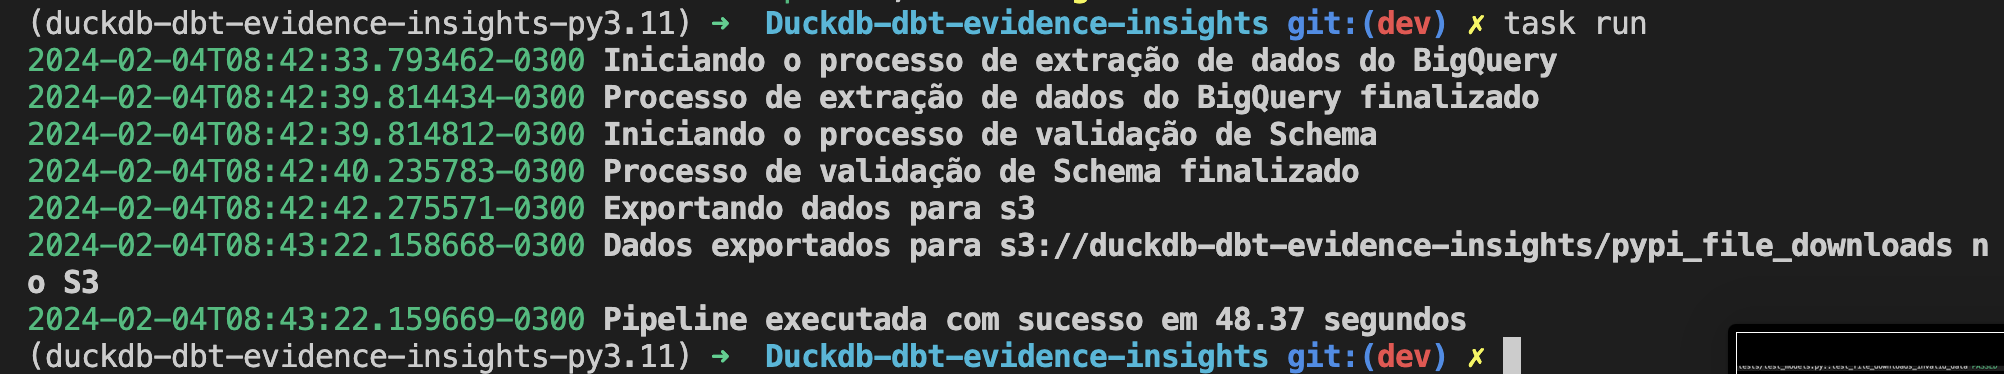 (duckdb-dbt-evidence-insights-py3.11) ➜  Duckdb-dbt-evidence-insights git:(dev) ✗ task run
2024-02-04T08:42:33.793462-0300 Iniciando o processo de extração de dados do BigQuery
2024-02-04T08:42:39.814434-0300 Processo de extração de dados do BigQuery finalizado
2024-02-04T08:42:39.814812-0300 Iniciando o processo de validação de Schema
2024-02-04T08:42:40.235783-0300 Processo de validação de Schema finalizado
2024-02-04T08:42:42.275571-0300 Exportando dados para s3
2024-02-04T08:43:22.158668-0300 Dados exportados para s3://duckdb-dbt-evidence-insights/pypi_file_downloads n
o S3
2024-02-04T08:43:22.159669-0300 Pipeline executada com sucesso em 48.37 segundos
(duckdb-dbt-evidence-insights-py3.11) ➜  Duckdb-dbt-evidence-insights git:(dev) ✗
tests/test_models.py::test_file_downloads_invalid_data PASSED